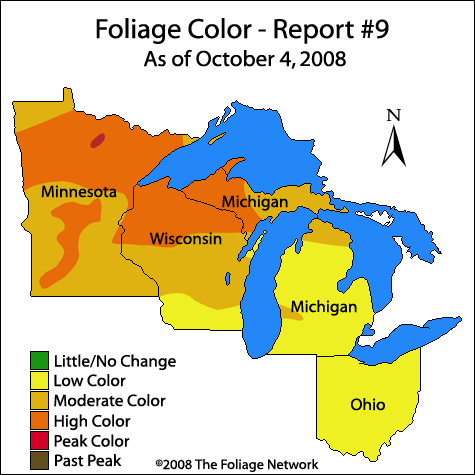 Foliage Color - Report #9
As of October 4, 2008
N
Minnesota
Michigan
Wisconsin
Michigan
Ohio
Little/No Change
Low Color
Moderate Color
High Color
Peak Color
Past Peak
©2008 The Foliage Network